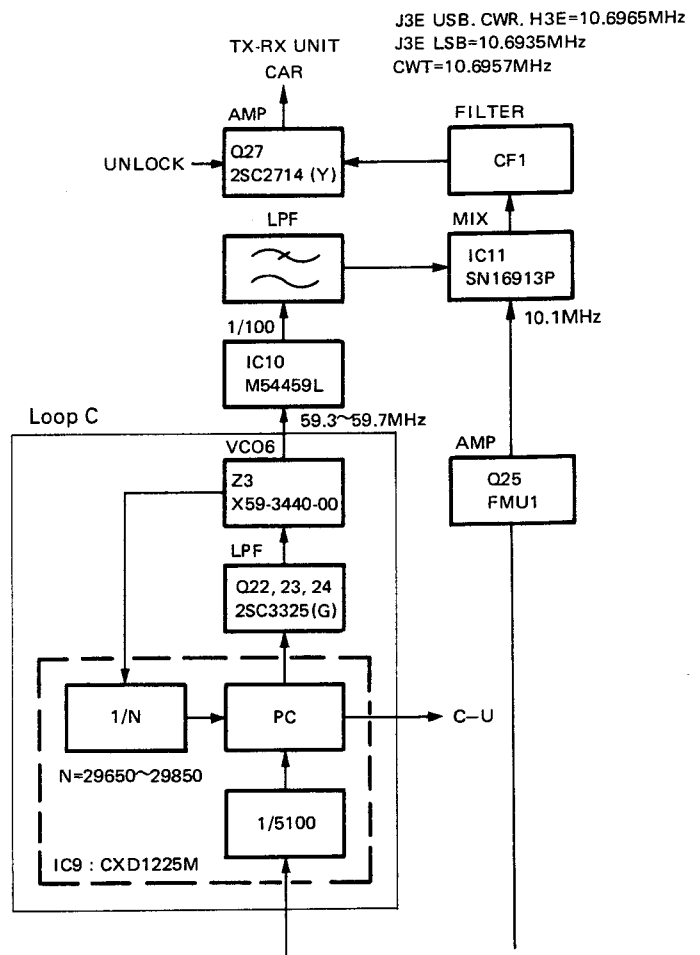 J3E USB. CWR. H3E=10.6965MHz
J3E LSB=10.6935MHz
CWT=10.6957MHz
TX-RX UNIT
CAR
AMP
FILTER
UNLOCK
Q27
2SC2714 (Y)
CF1
LPF
MIX
IC11
SN16913P
1/100
10.1MHz
IC10
M54459L
Loop C
59.3~59.7MHz
VCO6
AMP
Z3
X59-3440-00
Q25
FMU1
LPF
Q22, 23, 24
2SC3325(G)
1/N
PC
C-U
N=29650~29850
1/5100
IC9 : CXD1225M